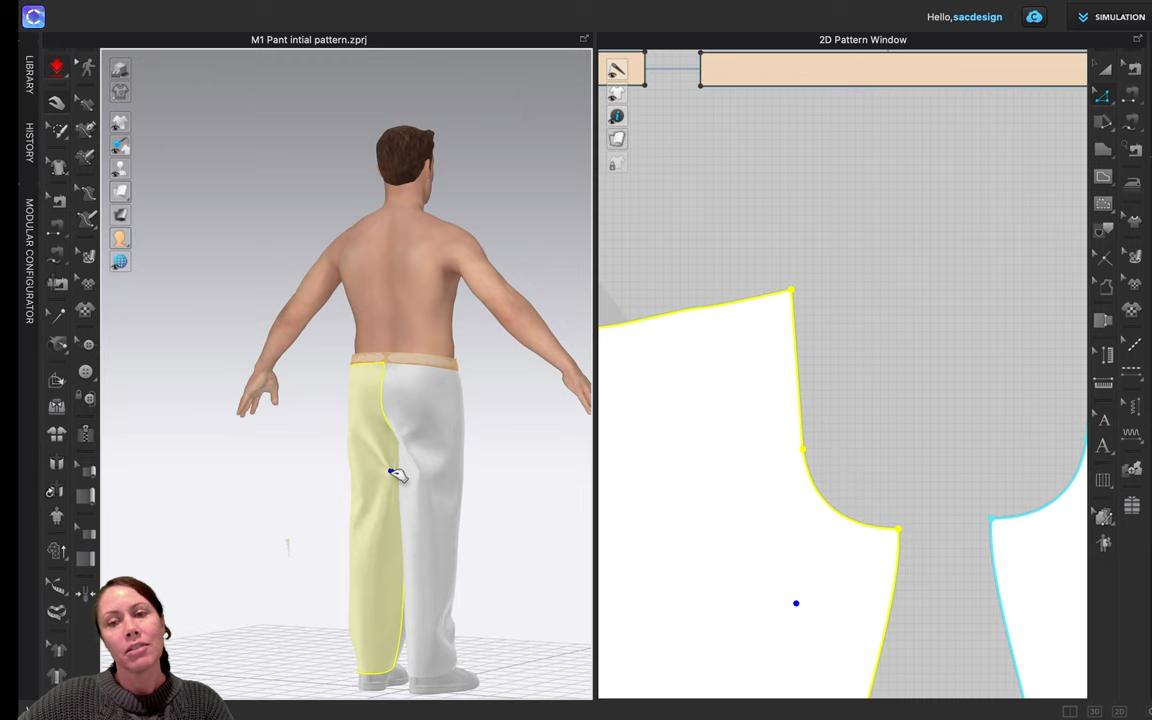 Hello,sacdesign
SIMULATION
M1 Pant intial pattern.zprj
2D Pattern Window
LIBRARY
HISTORY
MODULAR CONFIGURATOR
A
A
3D
2D